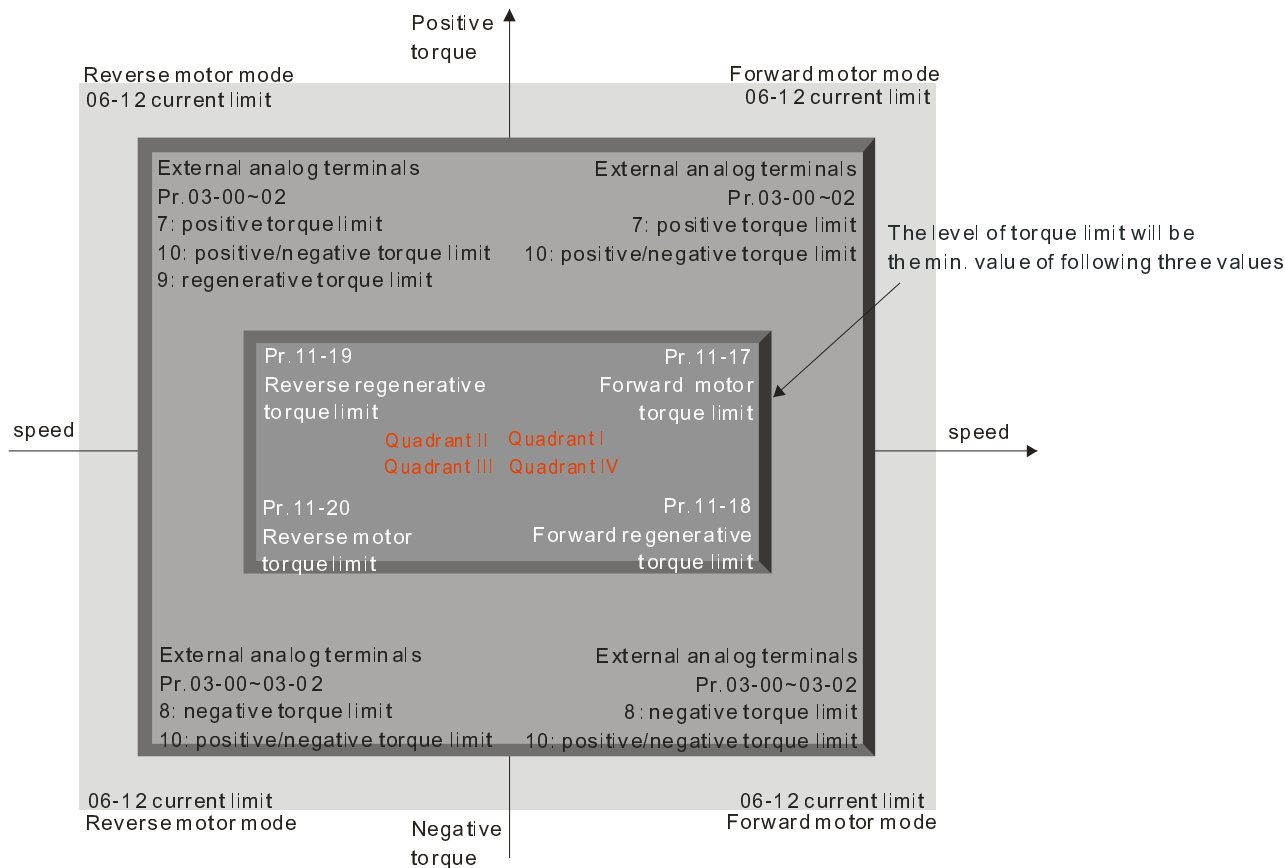 Positive
torque
Reverse motor mode
06-12 current limit
Forward motor mode
06-12 current limit
External analog terminals
Pr.03-00~02
7: positive torque limit
10: positive/negative torque limit
9: regenerative torque limit
External analog terminals
Pr.03-00~02
7: positive torque limit
10: positive/negative torque limit
The level of torque limit will be
the min. value of following three values
Pr.11-19
Reverse regenerative
torque limit
Pr.11-17
Forward motor
torque limit
speed
Quadrant II
Quadrant I
speed
Quadrant III
Quadrant IV
Pr.11-20
Reverse motor
torque limit
Pr.11-18
Forward regenerative
torque limit
External analog terminals
Pr.03-00~03-02
8: negative torque limit
10: positive/negative torque limit
External analog terminals
Pr.03-00~03-02
8: negative torque limit
10: positive/negative torque limit
06-12 current limit
Reverse motor mode
06-12 current limit
Forward motor mode
Negative
torque